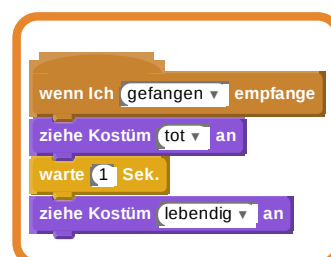 wenn Ich gefangen ▾ empfange
ziehe Kostüm tot ▾ an
warte 1 Sek.
ziehe Kostüm lebendig ▾ an